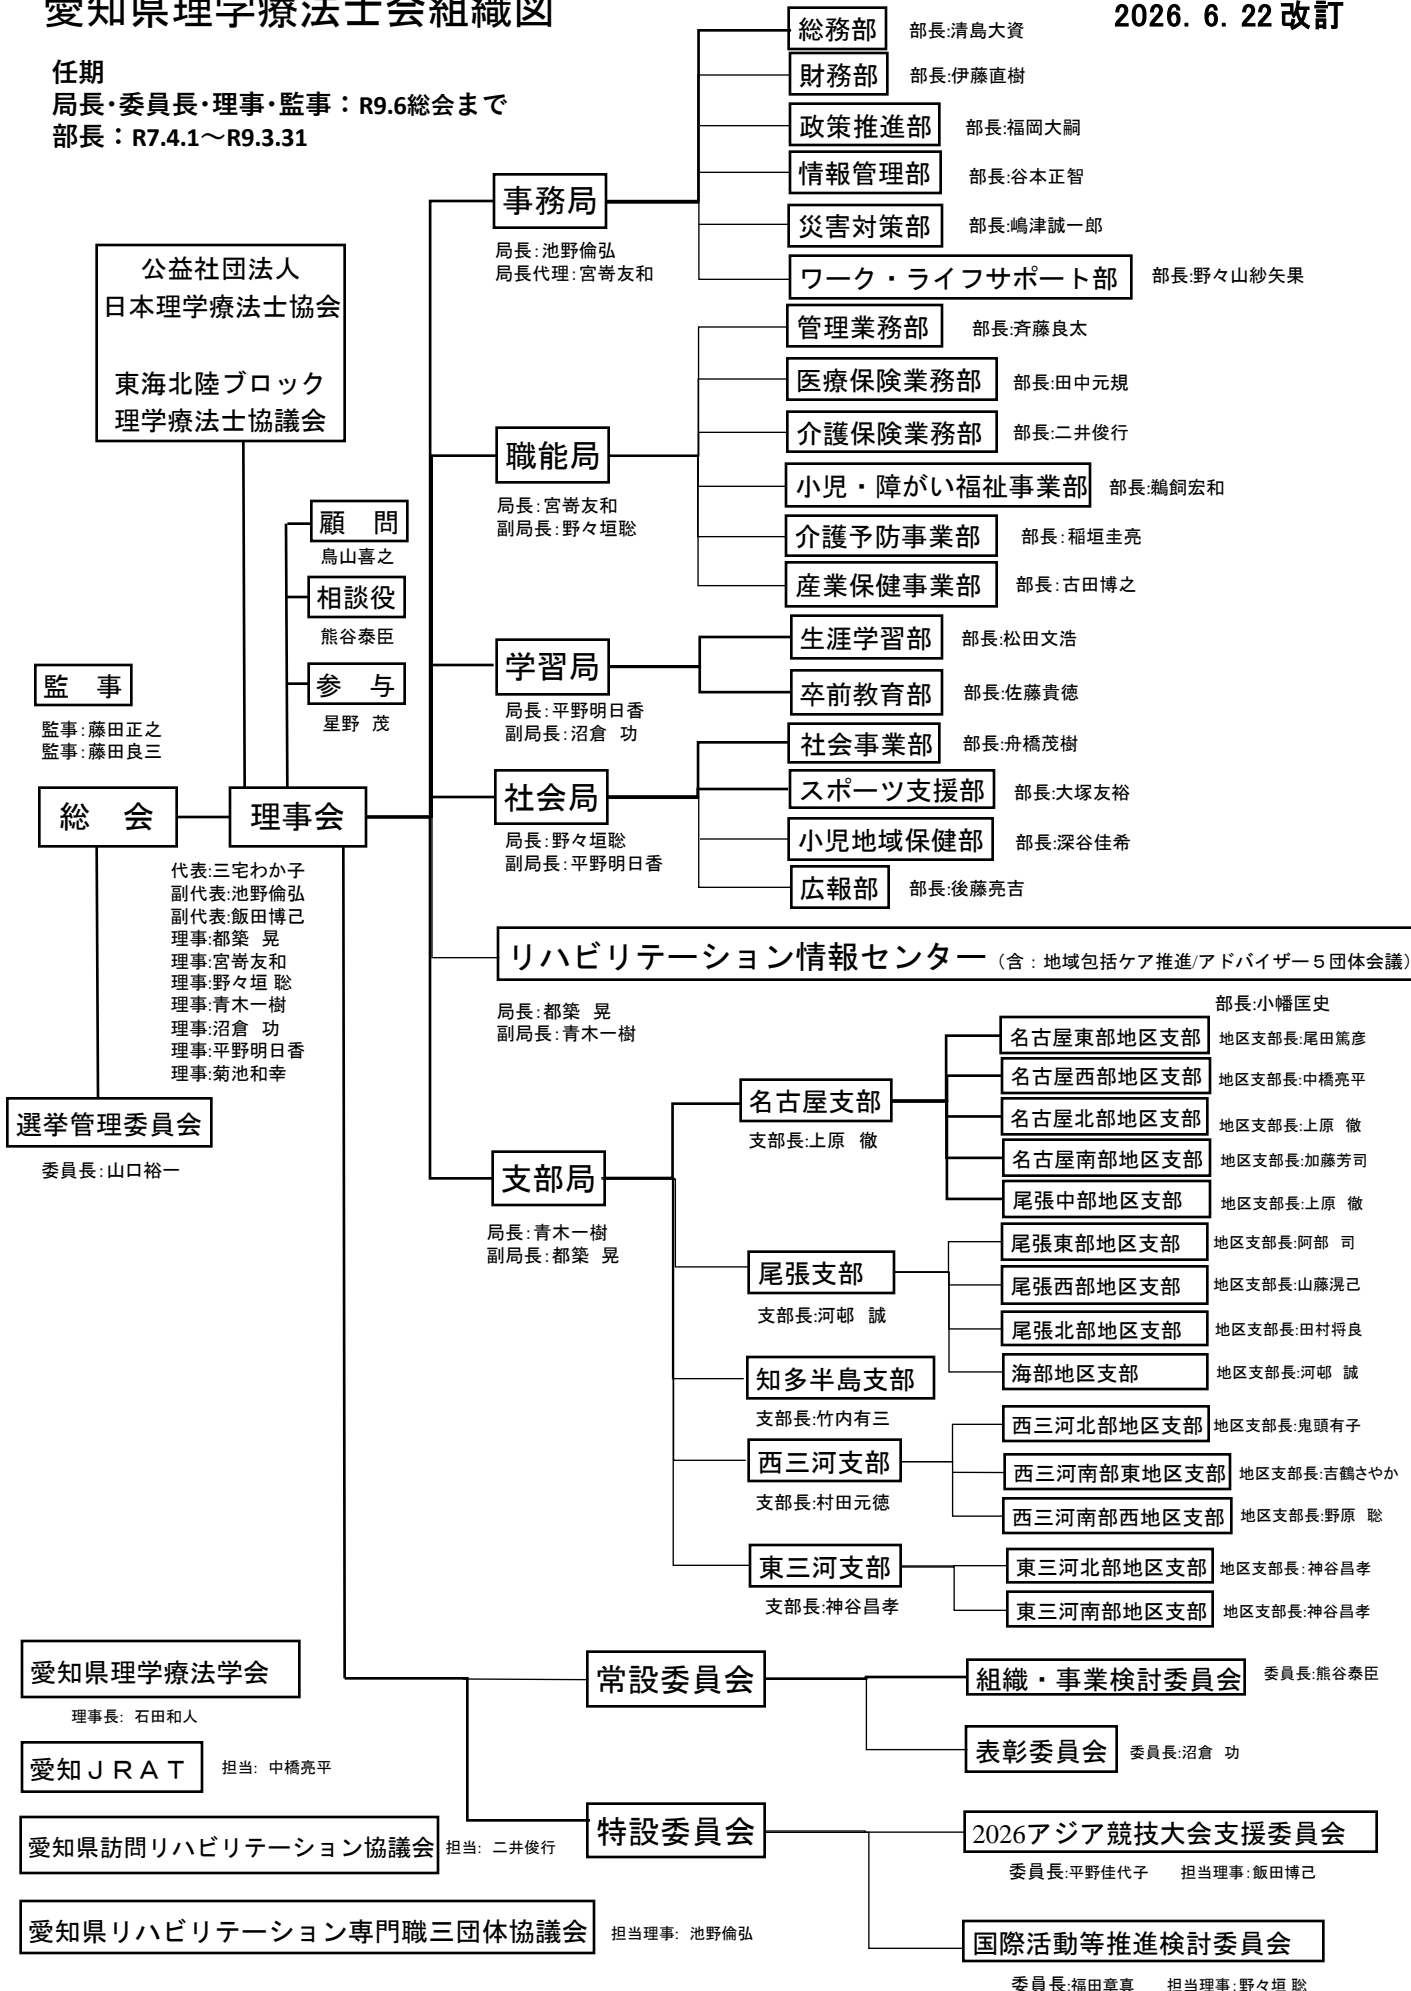 愛知県理学療法士会組織図
2026. 6. 22 改訂
任期
局長・委員長・理事・監事：R9.6総会まで
部長：R7.4.1～R9.3.31
公益社団法人
日本理学療法士協会
東海北陸ブロック
理学療法士協議会
顧　問
鳥山喜之
相談役
熊谷泰臣
参　与
星野　茂
監　事
監事:藤田正之
監事:藤田良三
総　会
理事会
代表:三宅わか子
副代表:池野倫弘
副代表:飯田博己
理事:都築　晃
理事:宮嵜友和
理事:野々垣 聡
理事:青木一樹
理事:沼倉　功
理事:平野明日香
理事:菊池和幸
選挙管理委員会
委員長:山口裕一
事務局
局長:池野倫弘
局長代理:宮嵜友和
総務部 部長:清島大資
財務部 部長:伊藤直樹
政策推進部 部長:福岡大嗣
情報管理部 部長:谷本正智
災害対策部 部長:嶋津誠一郎
ワーク・ライフサポート部 部長:野々山紗矢果
職能局
局長:宮嵜友和
副局長:野々垣聡
管理業務部 部長:斉藤良太
医療保険業務部 部長:田中元規
介護保険業務部 部長:二井俊行
小児・障がい福祉事業部 部長:鵜飼宏和
介護予防事業部 部長:稲垣圭亮
産業保健事業部 部長:古田博之
学習局
局長:平野明日香
副局長:沼倉　功
生涯学習部 部長:松田文浩
卒前教育部 部長:佐藤貴徳
社会局
局長:野々垣聡
副局長:平野明日香
社会事業部 部長:舟橋茂樹
スポーツ支援部 部長:大塚友裕
小児地域保健部 部長:深谷佳希
広報部 部長:後藤亮吉
リハビリテーション情報センター（含：地域包括ケア推進/アドバイザー５団体会議）
局長:都築　晃
副局長:青木一樹
部長:小幡匡史
支部局
局長:青木一樹
副局長:都築　晃
名古屋支部
支部長:上原　徹
名古屋東部地区支部 地区支部長:尾田篤彦
名古屋西部地区支部 地区支部長:中橋亮平
名古屋北部地区支部 地区支部長:上原　徹
名古屋南部地区支部 地区支部長:加藤芳司
尾張中部地区支部 地区支部長:上原　徹
尾張支部
支部長:河邨　誠
尾張東部地区支部 地区支部長:阿部　司
尾張西部地区支部 地区支部長:山藤滉己
尾張北部地区支部 地区支部長:田村将良
海部地区支部 地区支部長:河邨　誠
知多半島支部
支部長:竹内有三
西三河支部
支部長:村田元徳
西三河北部地区支部 地区支部長:鬼頭有子
西三河南部東地区支部 地区支部長:吉鶴さやか
西三河南部西地区支部 地区支部長:野原　聡
東三河支部
支部長:神谷昌孝
東三河北部地区支部 地区支部長:神谷昌孝
東三河南部地区支部 地区支部長:神谷昌孝
愛知県理学療法学会
理事長: 石田和人
愛知ＪＲＡＴ 担当: 中橋亮平
愛知県訪問リハビリテーション協議会 担当: 二井俊行
愛知県リハビリテーション専門職三団体協議会 担当理事: 池野倫弘
常設委員会
組織・事業検討委員会 委員長:熊谷泰臣
表彰委員会 委員長:沼倉　功
特設委員会
2026アジア競技大会支援委員会
委員長:平野佳代子 担当理事:飯田博己
国際活動等推進検討委員会
委員長:福田章真 担当理事:野々垣 聡